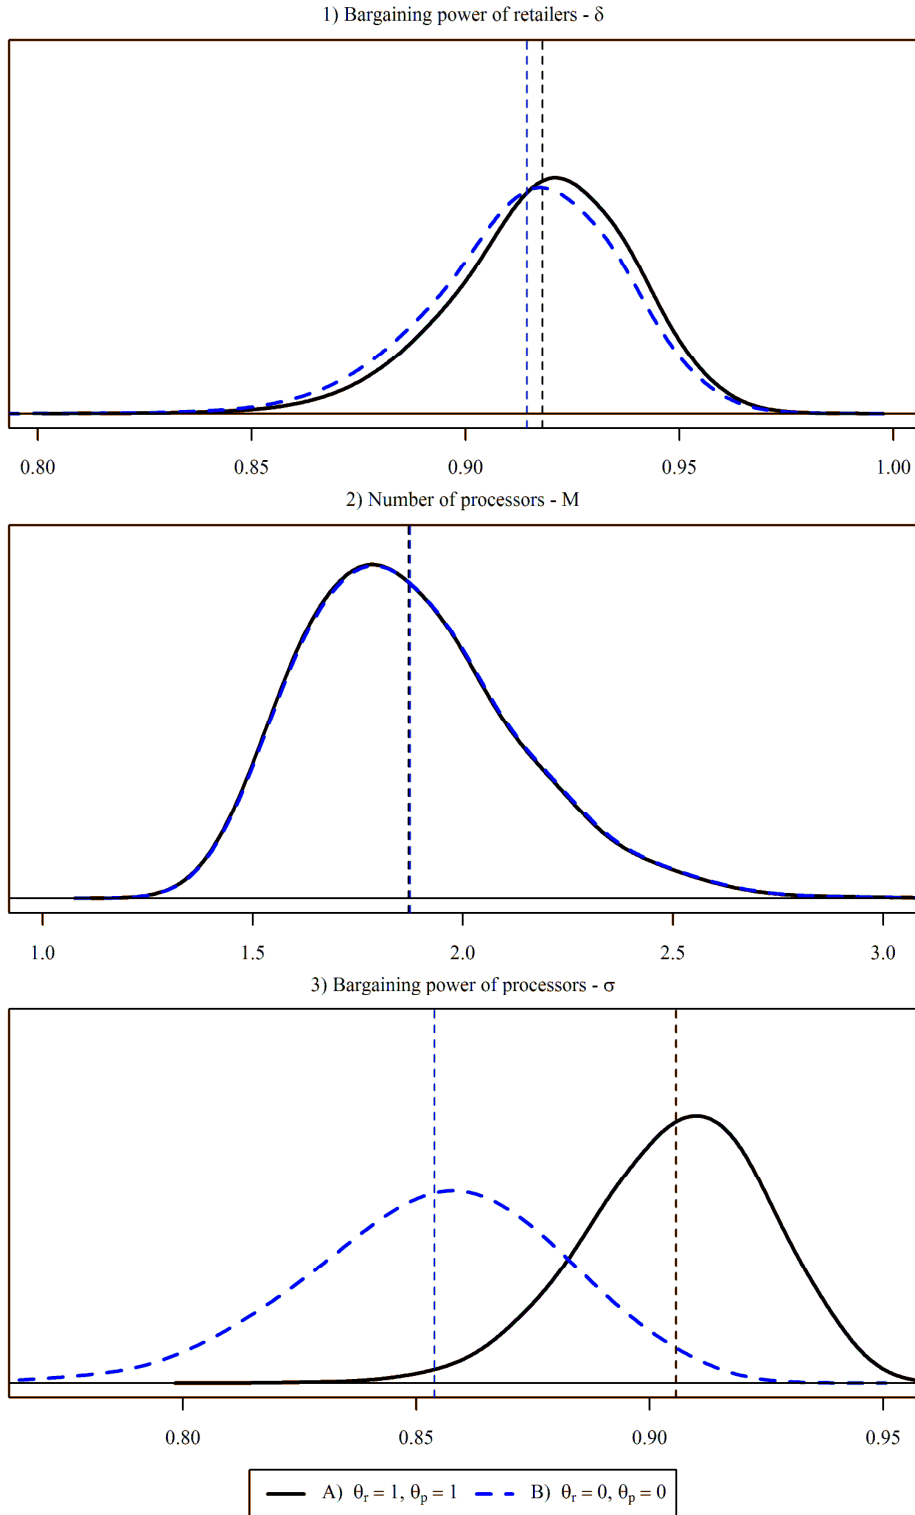 1) Bargaining power of retailers - δ
0.80 0.85 0.90 0.95 1.00
2) Number of processors - M
1.0 1.5 2.0 2.5 3.0
3) Bargaining power of processors - σ
0.80 0.85 0.90 0.95
A) θr = 1, θp = 1 B) θr = 0, θp = 0